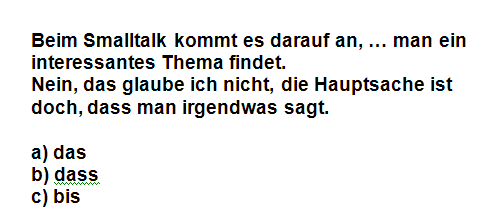 Beim Smalltalk kommt es darauf an, ... man ein
interessantes Thema findet.
Nein, das glaube ich nicht, die Hauptsache ist
doch, dass man irgendwas sagt.
a) das
b) dass
c) bis